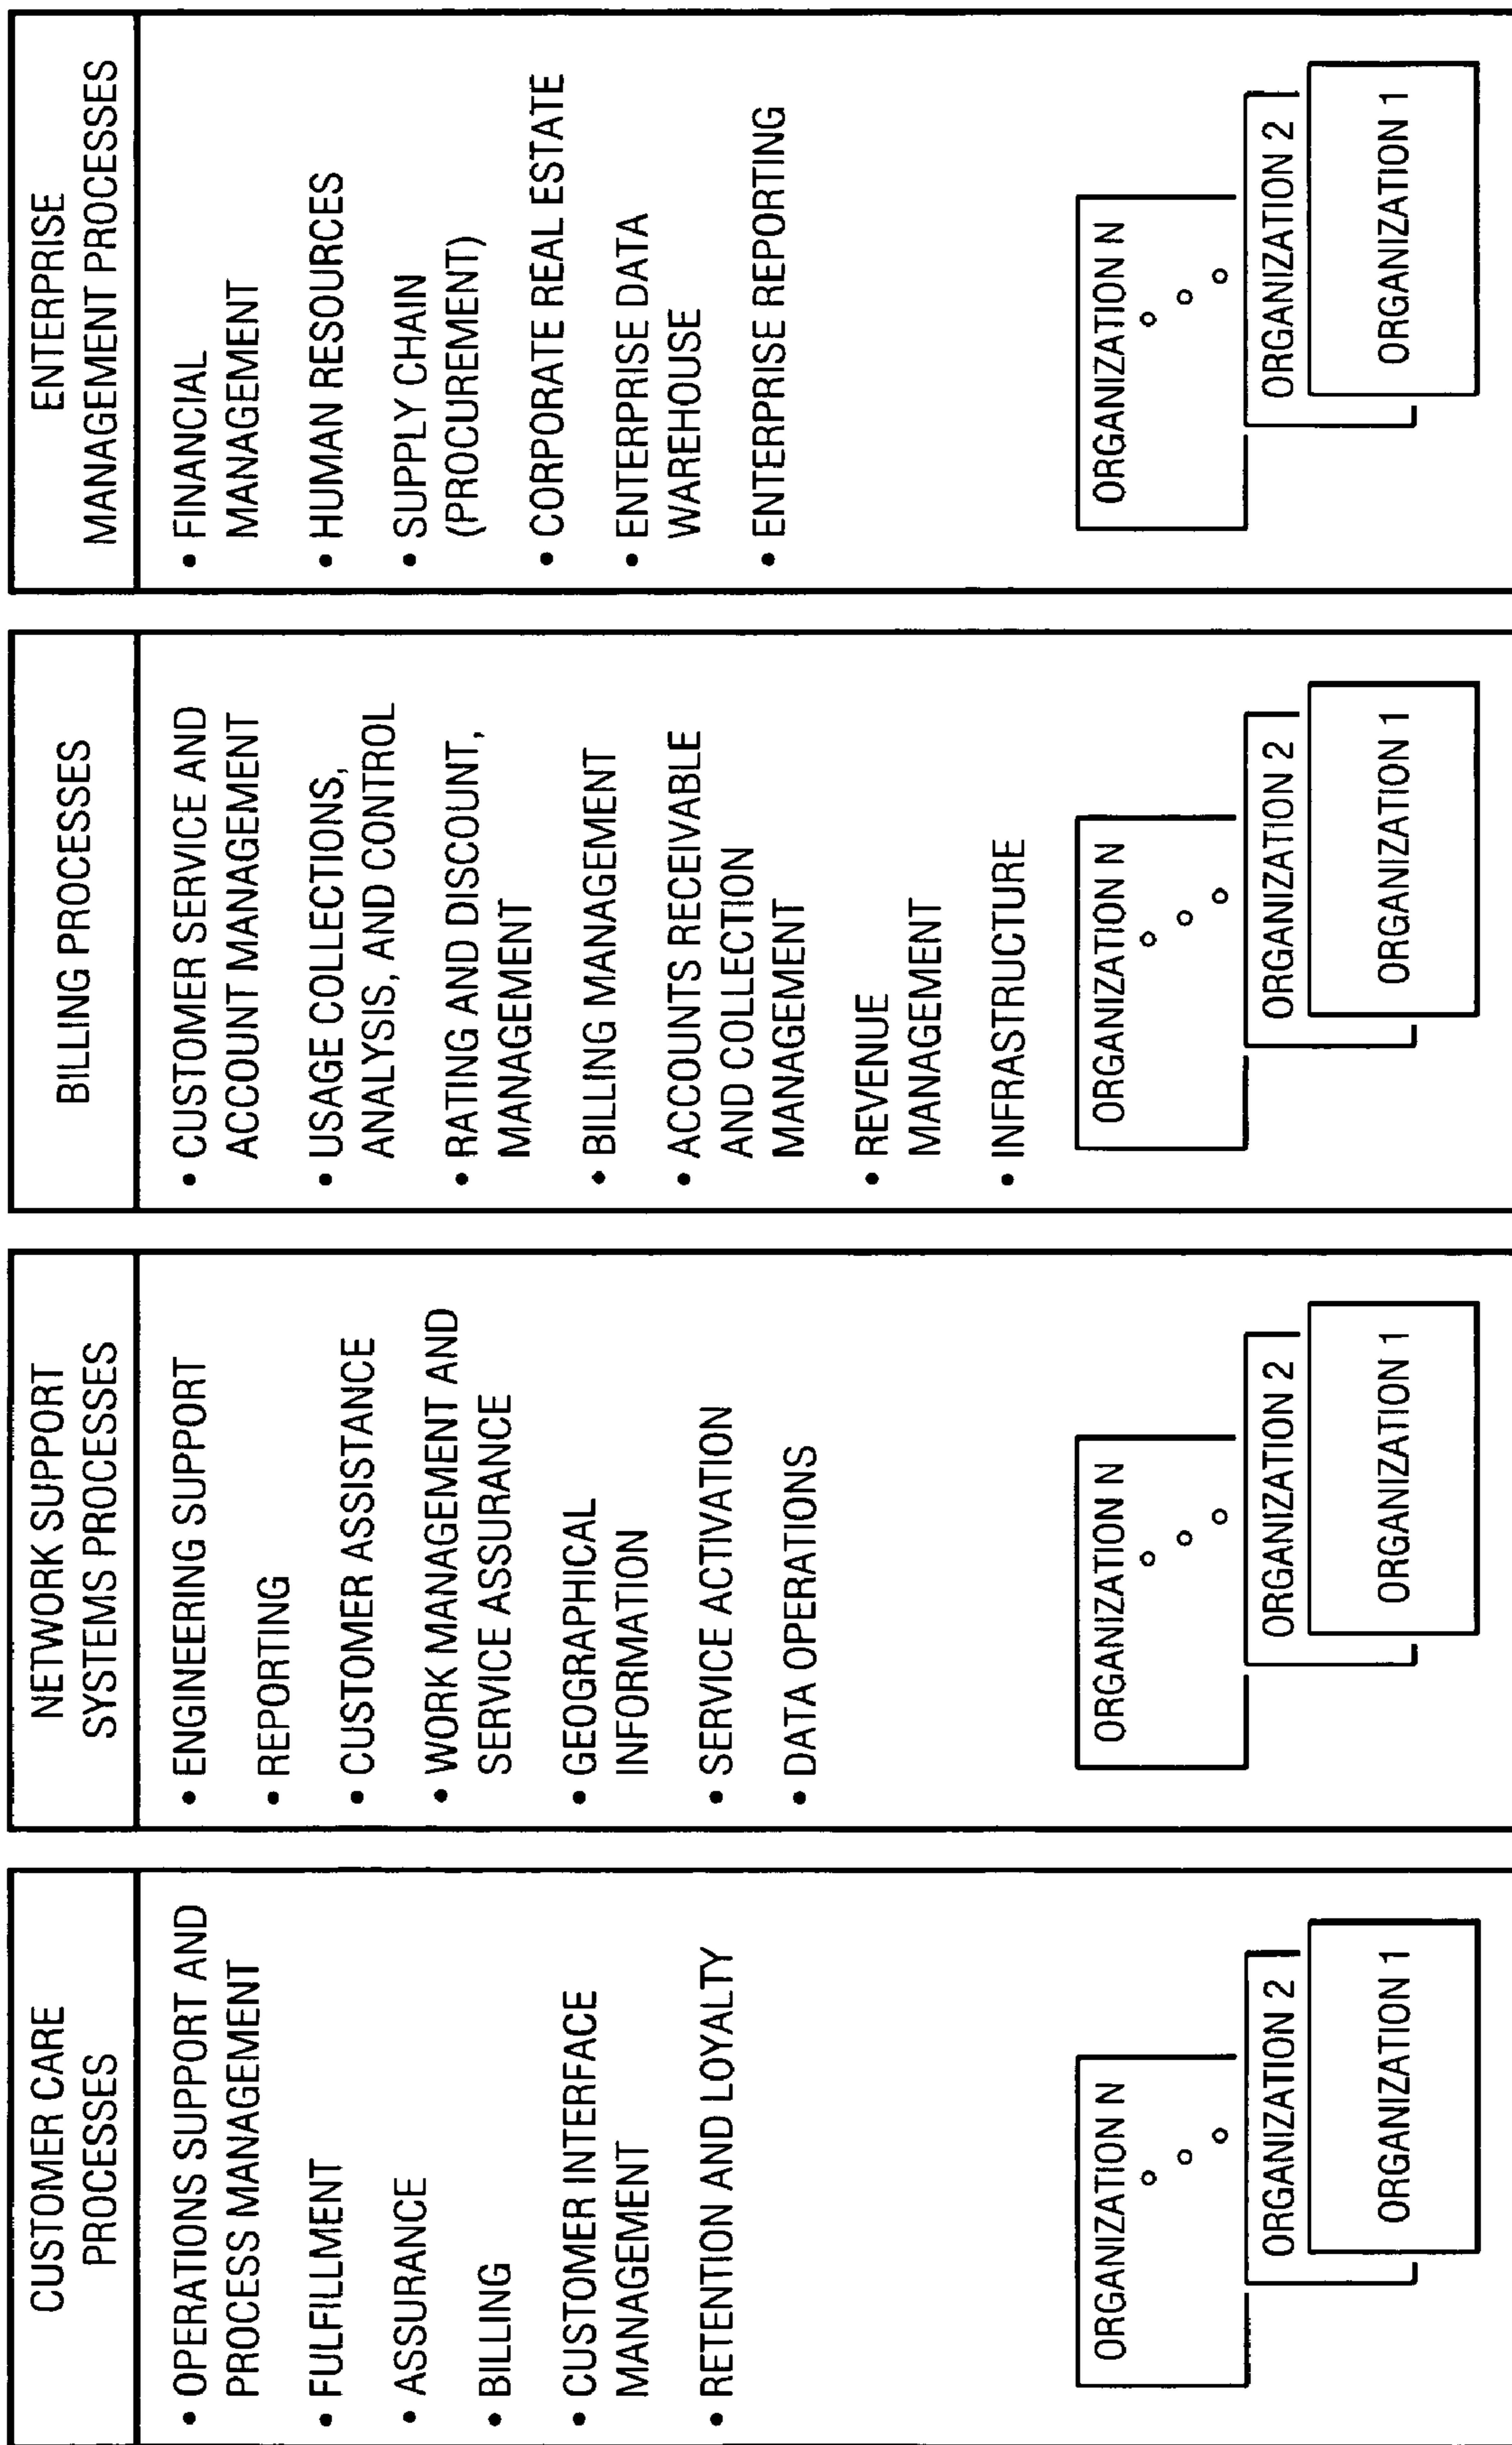 CUSTOMER CARE
PROCESSES
• OPERATIONS SUPPORT AND
PROCESS MANAGEMENT
• FULFILLMENT
• ASSURANCE
• BILLING
• CUSTOMER INTERFACE
MANAGEMENT
• RETENTION AND LOYALTY
ORGANIZATION N
ORGANIZATION 2
ORGANIZATION 1
NETWORK SUPPORT
SYSTEMS PROCESSES
• ENGINEERING SUPPORT
• REPORTING
• CUSTOMER ASSISTANCE
• WORK MANAGEMENT AND
SERVICE ASSURANCE
• GEOGRAPHICAL
INFORMATION
• SERVICE ACTIVATION
• DATA OPERATIONS
ORGANIZATION N
ORGANIZATION 2
ORGANIZATION 1
BILLING PROCESSES
• CUSTOMER SERVICE AND
ACCOUNT MANAGEMENT
• USAGE COLLECTIONS,
ANALYSIS, AND CONTROL
• RATING AND DISCOUNT,
MANAGEMENT
• BILLING MANAGEMENT
• ACCOUNTS RECEIVABLE
AND COLLECTION
MANAGEMENT
• REVENUE
MANAGEMENT
• INFRASTRUCTURE
ORGANIZATION N
ORGANIZATION 2
ORGANIZATION 1
ENTERPRISE
MANAGEMENT PROCESSES
• FINANCIAL
MANAGEMENT
• HUMAN RESOURCES
• SUPPLY CHAIN
(PROCUREMENT)
• CORPORATE REAL ESTATE
• ENTERPRISE DATA
WAREHOUSE
• ENTERPRISE REPORTING
ORGANIZATION N
ORGANIZATION 2
ORGANIZATION 1